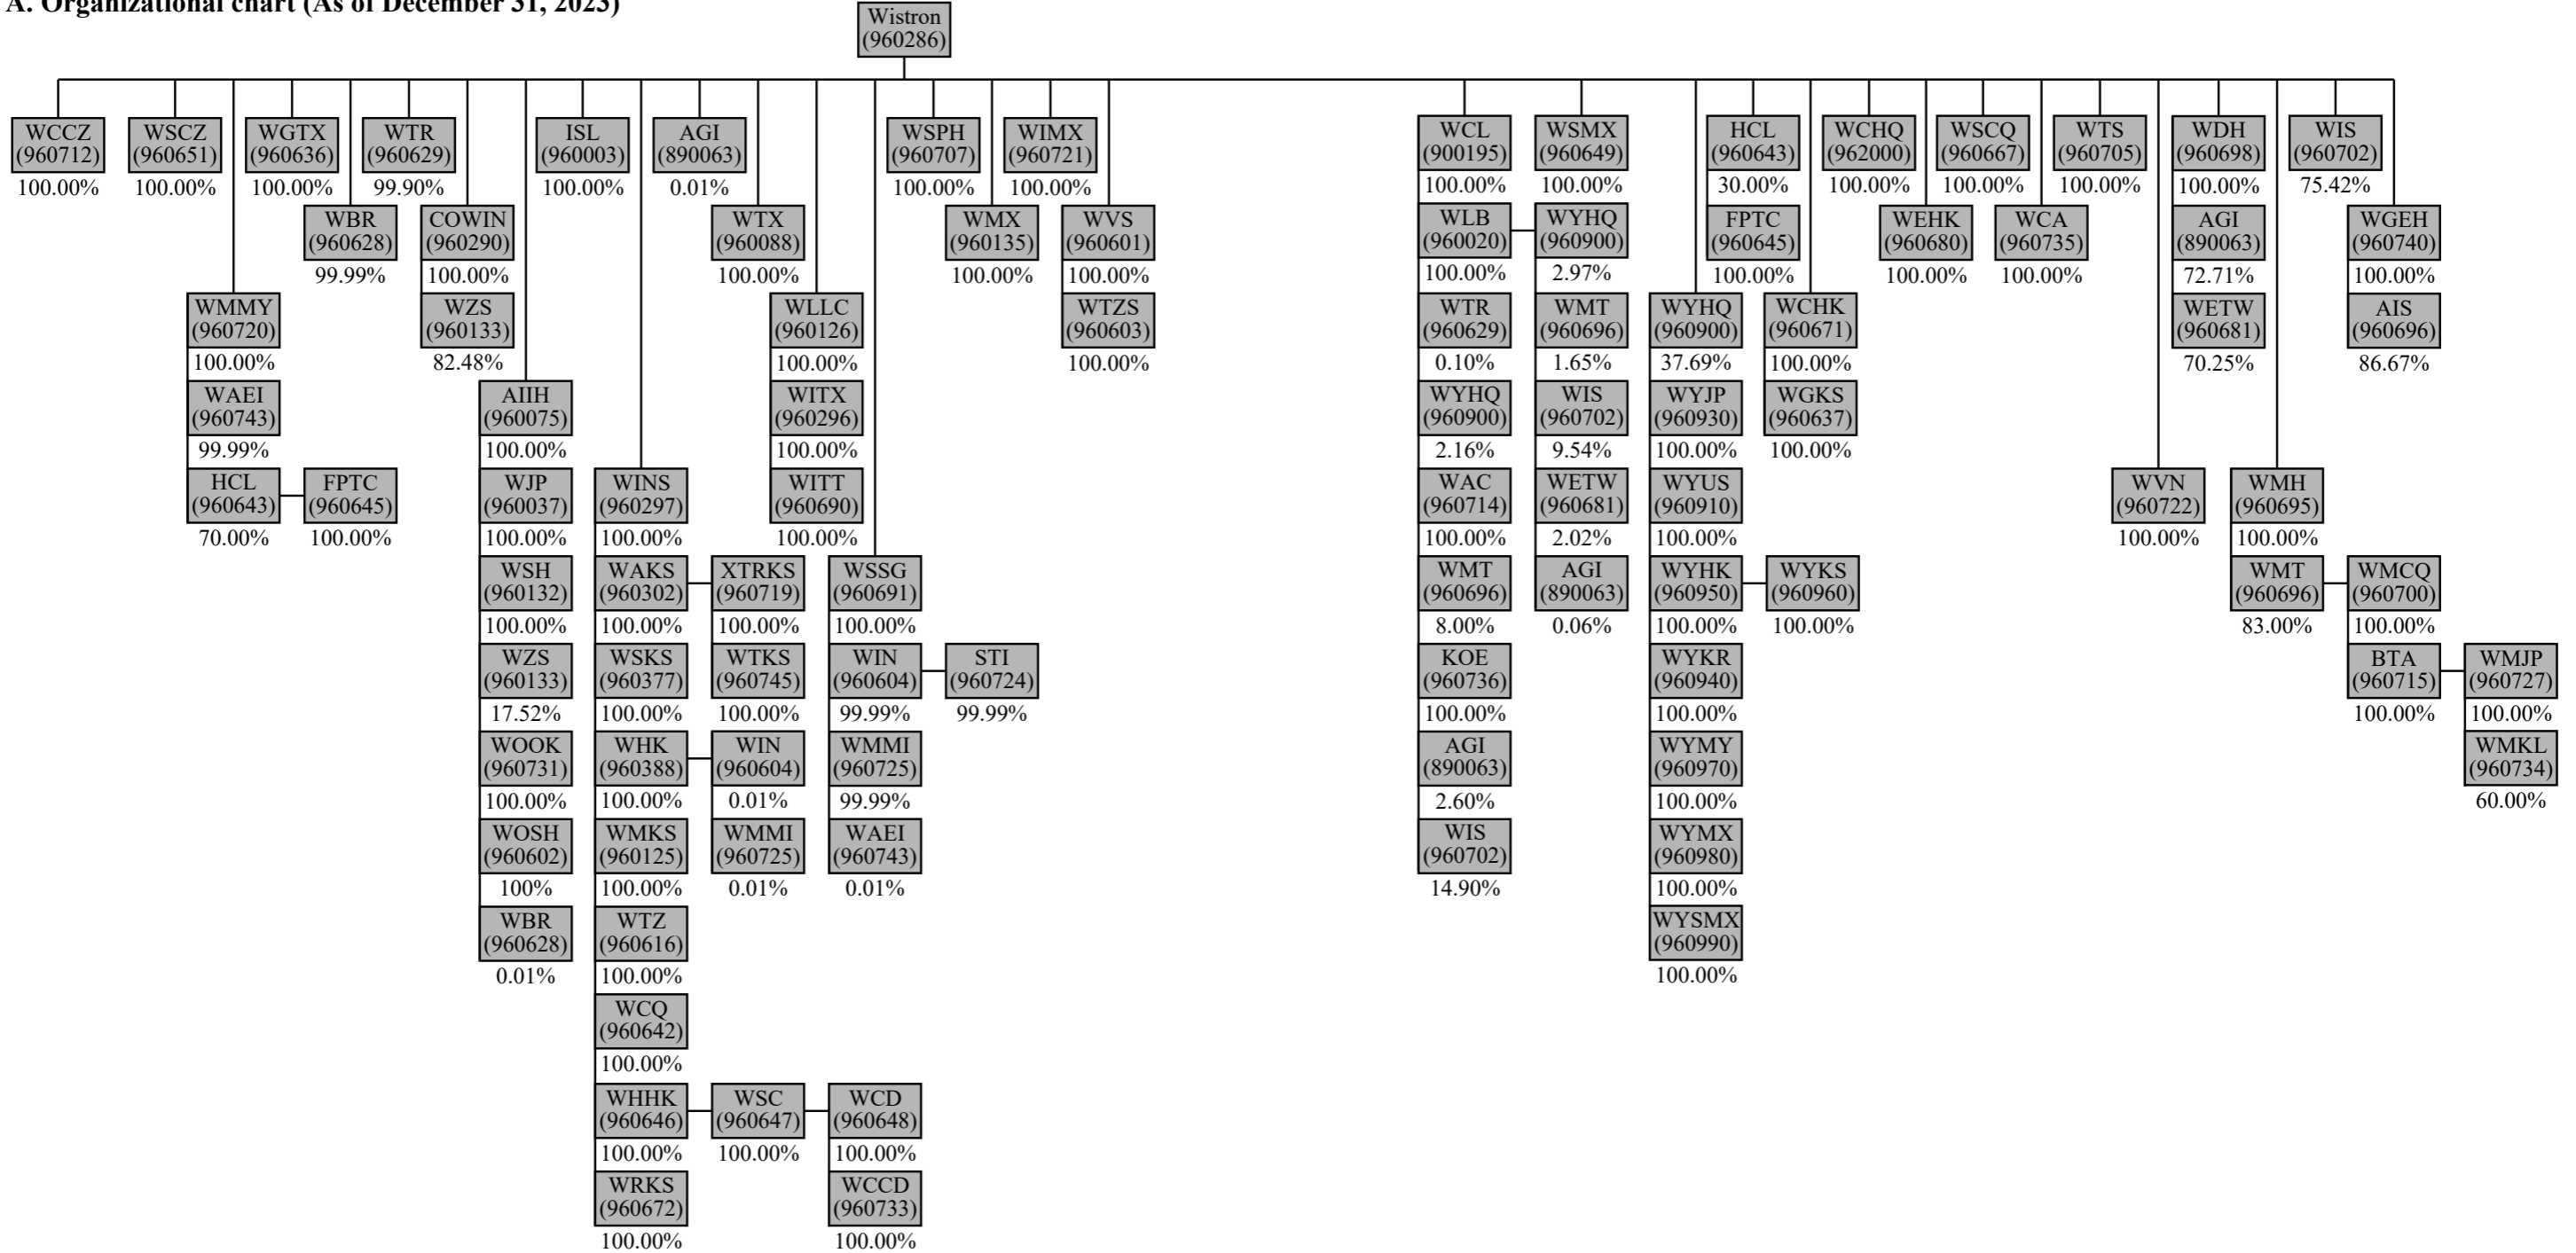 A. Organizational chart (As of December 31, 2023)
Wistron
(960286)
WCCZ
(960712)
100.00%
WSCZ
(960651)
100.00%
WMMY
(960720)
100.00%
WAEI
(960743)
99.99%
HCL
(960643)
70.00%
FPTC
(960645)
100.00%
WGTX
(960636)
100.00%
WBR
(960628)
99.99%
WTR
(960629)
99.90%
COWIN
(960290)
100.00%
WZS
(960133)
82.48%
AIIH
(960075)
100.00%
WJP
(960037)
100.00%
WSH
(960132)
100.00%
WZS
(960133)
17.52%
WOOK
(960731)
100.00%
WOSH
(960602)
100%
WBR
(960628)
0.01%
ISL
(960003)
100.00%
WINS
(960297)
100.00%
WAKS
(960302)
100.00%
XTRKS
(960719)
100.00%
WTKS
(960745)
100.00%
WSKS
(960377)
100.00%
WHK
(960388)
100.00%
WIN
(960604)
0.01%
WMMI
(960725)
0.01%
WMKS
(960125)
100.00%
WTZ
(960616)
100.00%
WCQ
(960642)
100.00%
WHHK
(960646)
100.00%
WSC
(960647)
100.00%
WCD
(960648)
100.00%
WCCD
(960733)
100.00%
WRKS
(960672)
100.00%
AGI
(890063)
0.01%
WTX
(960088)
100.00%
WLLC
(960126)
100.00%
WITX
(960296)
100.00%
WITT
(960690)
100.00%
WSSG
(960691)
100.00%
WIN
(960604)
99.99%
STI
(960724)
99.99%
WMMI
(960725)
99.99%
WAEI
(960743)
0.01%
WSPH
(960707)
100.00%
WMX
(960135)
100.00%
WIMX
(960721)
100.00%
WVS
(960601)
100.00%
WTZS
(960603)
100.00%
WCL
(900195)
100.00%
WLB
(960020)
100.00%
WTR
(960629)
0.10%
WYHQ
(960900)
2.16%
WAC
(960714)
100.00%
WMT
(960696)
8.00%
KOE
(960736)
100.00%
AGI
(890063)
2.60%
WIS
(960702)
14.90%
WSMX
(960649)
100.00%
WYHQ
(960900)
2.97%
WMT
(960696)
1.65%
WIS
(960702)
9.54%
WETW
(960681)
2.02%
AGI
(890063)
0.06%
WYHQ
(960900)
37.69%
WYJP
(960930)
100.00%
WYUS
(960910)
100.00%
WYHK
(960950)
100.00%
WYKS
(960960)
100.00%
WYKR
(960940)
100.00%
WYMY
(960970)
100.00%
WYMX
(960980)
100.00%
WYSMX
(960990)
100.00%
HCL
(960643)
30.00%
FPTC
(960645)
100.00%
WCHK
(960671)
100.00%
WGKS
(960637)
100.00%
WCHQ
(962000)
100.00%
WEHK
(960680)
100.00%
WSCQ
(960667)
100.00%
WCA
(960735)
100.00%
WTS
(960705)
100.00%
WVN
(960722)
100.00%
WDH
(960698)
100.00%
AGI
(890063)
72.71%
WETW
(960681)
70.25%
WMH
(960695)
100.00%
WMT
(960696)
83.00%
WMCQ
(960700)
100.00%
BTA
(960715)
100.00%
WMJP
(960727)
100.00%
WMKL
(960734)
60.00%
WIS
(960702)
75.42%
WGEH
(960740)
100.00%
AIS
(960696)
86.67%